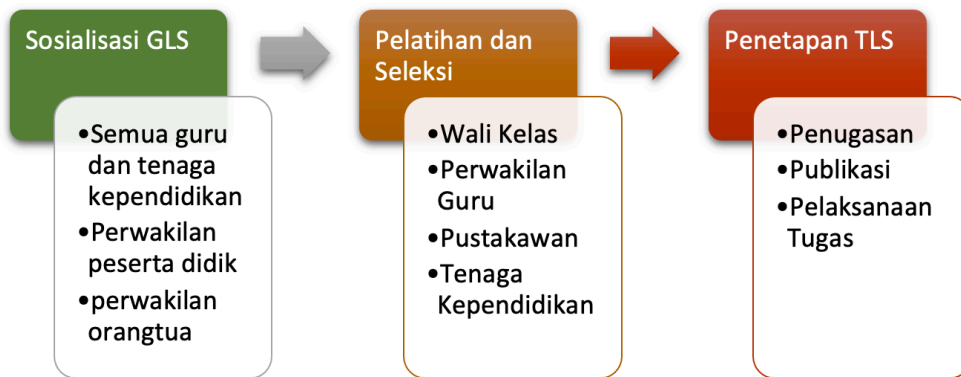 Sosialisasi GLS
•Semua guru
dan tenaga
kependidikan
•Perwakilan
peserta didik
•perwakilan
orangtua
Pelatihan dan
Seleksi
•Wali Kelas
•Perwakilan
Guru
•Pustakawan
•Tenaga
Kependidikan
Penetapan TLS
•Penugasan
•Publikasi
•Pelaksanaan
Tugas